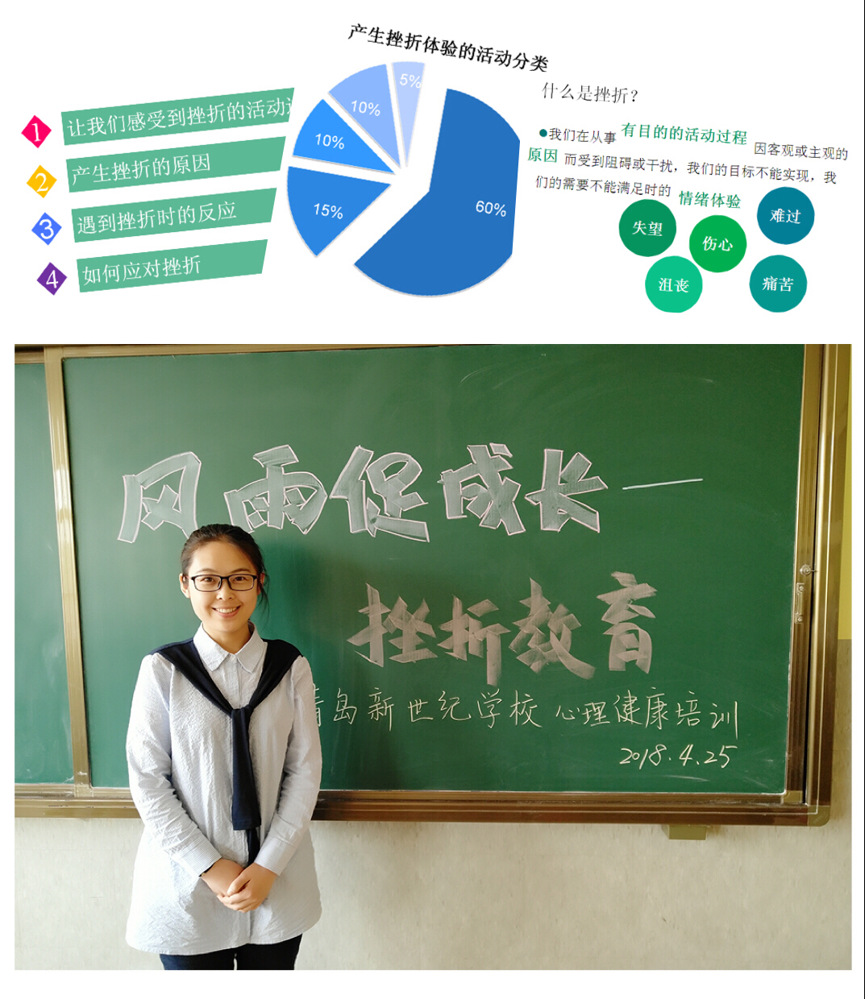 产生挫折体验的活动分类
1 让我们感受到挫折的活动
2 产生挫折的原因
3 遇到挫折时的反应
4 如何应对挫折
5%
10%
10%
15%
60%
什么是挫折？
●我们在从事 有目的的活动过程 因客观或主观的
原因 而受到阻碍或干扰，我们的目标不能实现，我
们的需要不能满足时的 情绪体验
失望
伤心
难过
沮丧
痛苦
风雨促成长——
挫折教育
青岛新世纪学校 心理健康培训
2018.4.25